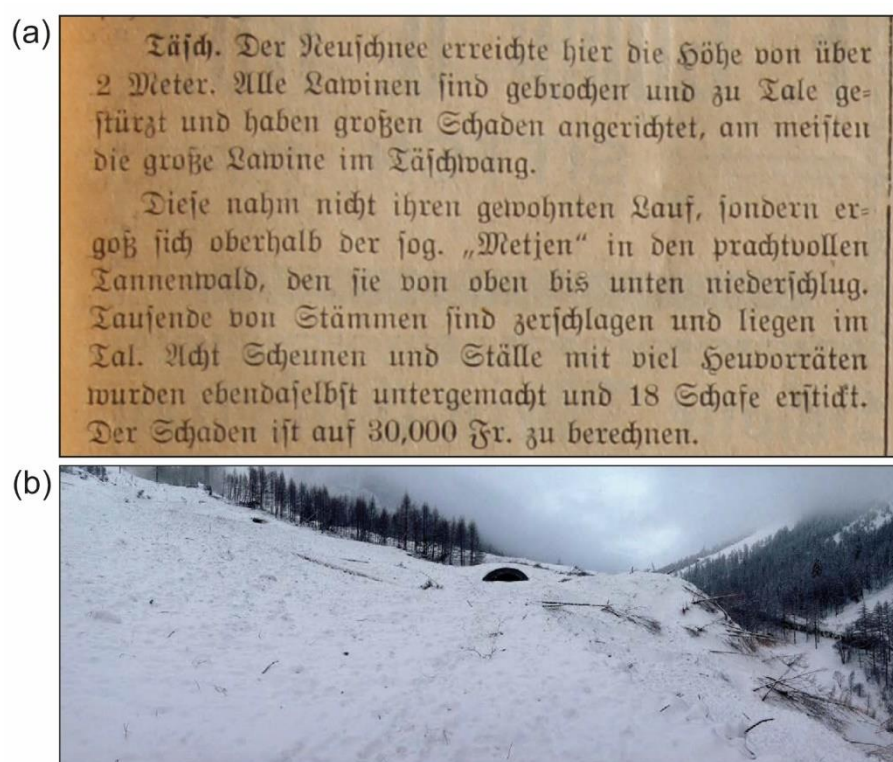 (a)
Täsch. Der Neuschnee erreichte hier die Höhe von über
2 Meter. Alle Lawinen sind gebrochen und zu Tale ge=
stürzt und haben großen Schaden angerichtet, am meisten
die große Lawine im Täschwang.
Diese nahm nicht ihren gewohnten Lauf, sondern er=
goß sich oberhalb der sog. „Metjen“ in den prachtvollen
Tannenwald, den sie von oben bis unten niederschlug.
Tausende von Stämmen sind zerschlagen und liegen im
Tal. Acht Scheunen und Ställe mit viel Heuvorräten
wurden ebendaselbst untergemacht und 18 Schafe erstickt.
Der Schaden ist auf 30,000 Fr. zu berechnen.
(b)